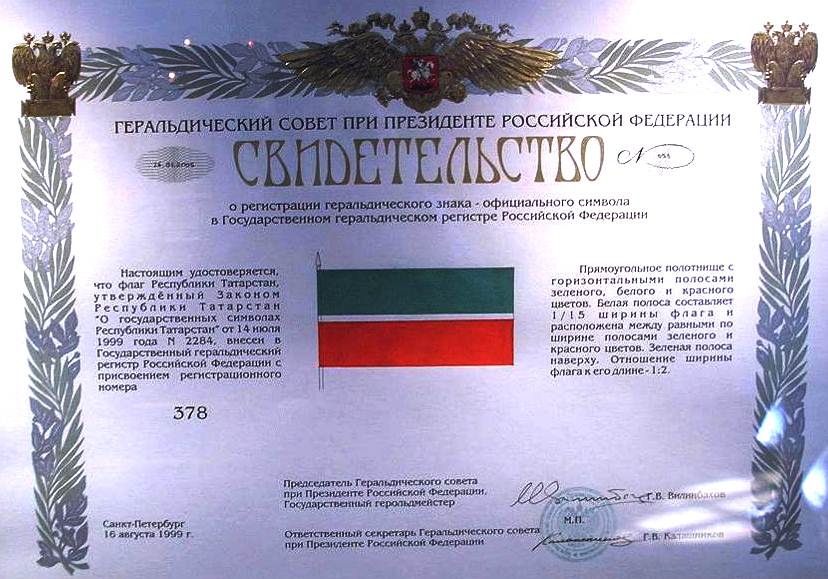 ГЕРАЛЬДИЧЕСКИЙ СОВЕТ ПРИ ПРЕЗИДЕНТЕ РОССИЙСКОЙ ФЕДЕРАЦИИ
СВИДЕТЕЛЬСТВО
N
о регистрации геральдического знака - официального символа
в Государственном геральдическом регистре Российской Федерации
Настоящим удостоверяется,
что флаг Республики Татарстан,
утверждённый Законом
Республики Татарстан
"О государственных символах
Республики Татарстан" от 14 июля
1999 года N 2284, внесен в
Государственный геральдический
регистр Российской Федерации с
присвоением регистрационного
номера
378
Прямоугольное полотнище с
горизонтальными полосами
зеленого, белого и красного
цветов. Белая полоса составляет
1/15 ширины флага и
расположена между равными по
ширине полосами зеленого и
красного цветов. Зеленая полоса
наверху. Отношение ширины
флага к его длине - 1:2.
Председатель Геральдического совета
при Президенте Российской Федерации,
Государственный герольдмейстер
Г.В. Вилинбахов
М.П.
Санкт-Петербург
16 августа 1999 г.
Ответственный секретарь Геральдического совета
при Президенте Российской Федерации
Г.В. Калашников